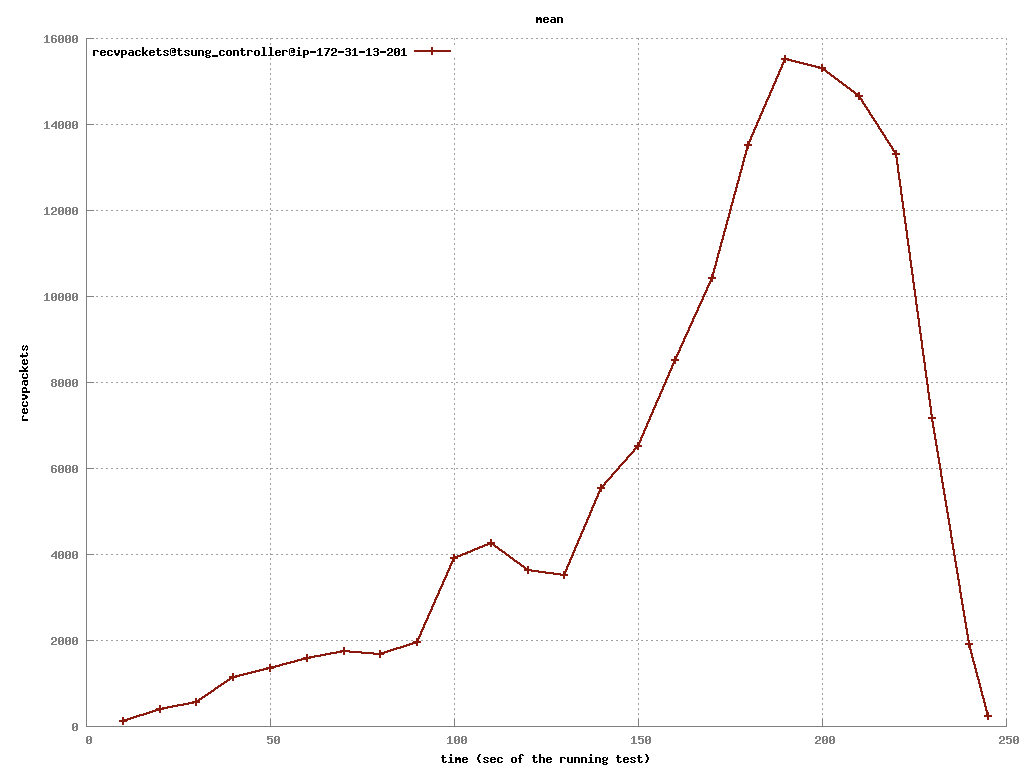 mean
16000
recvpackets@tsung_controller@ip-172-31-13-201
14000
12000
10000
8000
recvpackets
6000
4000
2000
0
0 50 100 150 200 250
time (sec of the running test)